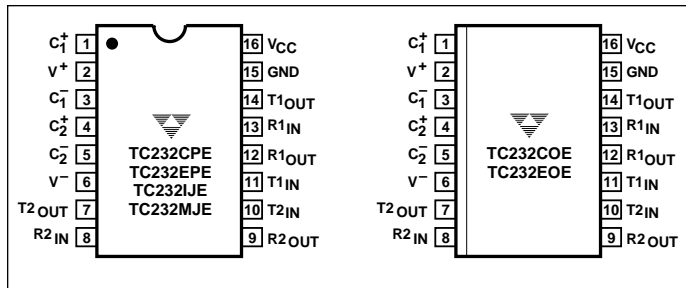 C1+ 1 16 VCC
V+ 2 15 GND
C1− 3 14 T1OUT
C2+ 4 13 R1IN
C2− 5 12 R1OUT
V− 6 11 T1IN
T2OUT 7 10 T2IN
R2IN 8 9 R2OUT
TC232CPE
TC232EPE
TC232IJE
TC232MJE
C1+ 1 16 VCC
V+ 2 15 GND
C1− 3 14 T1OUT
C2+ 4 13 R1IN
C2− 5 12 R1OUT
V− 6 11 T1IN
T2OUT 7 10 T2IN
R2IN 8 9 R2OUT
TC232COE
TC232EOE